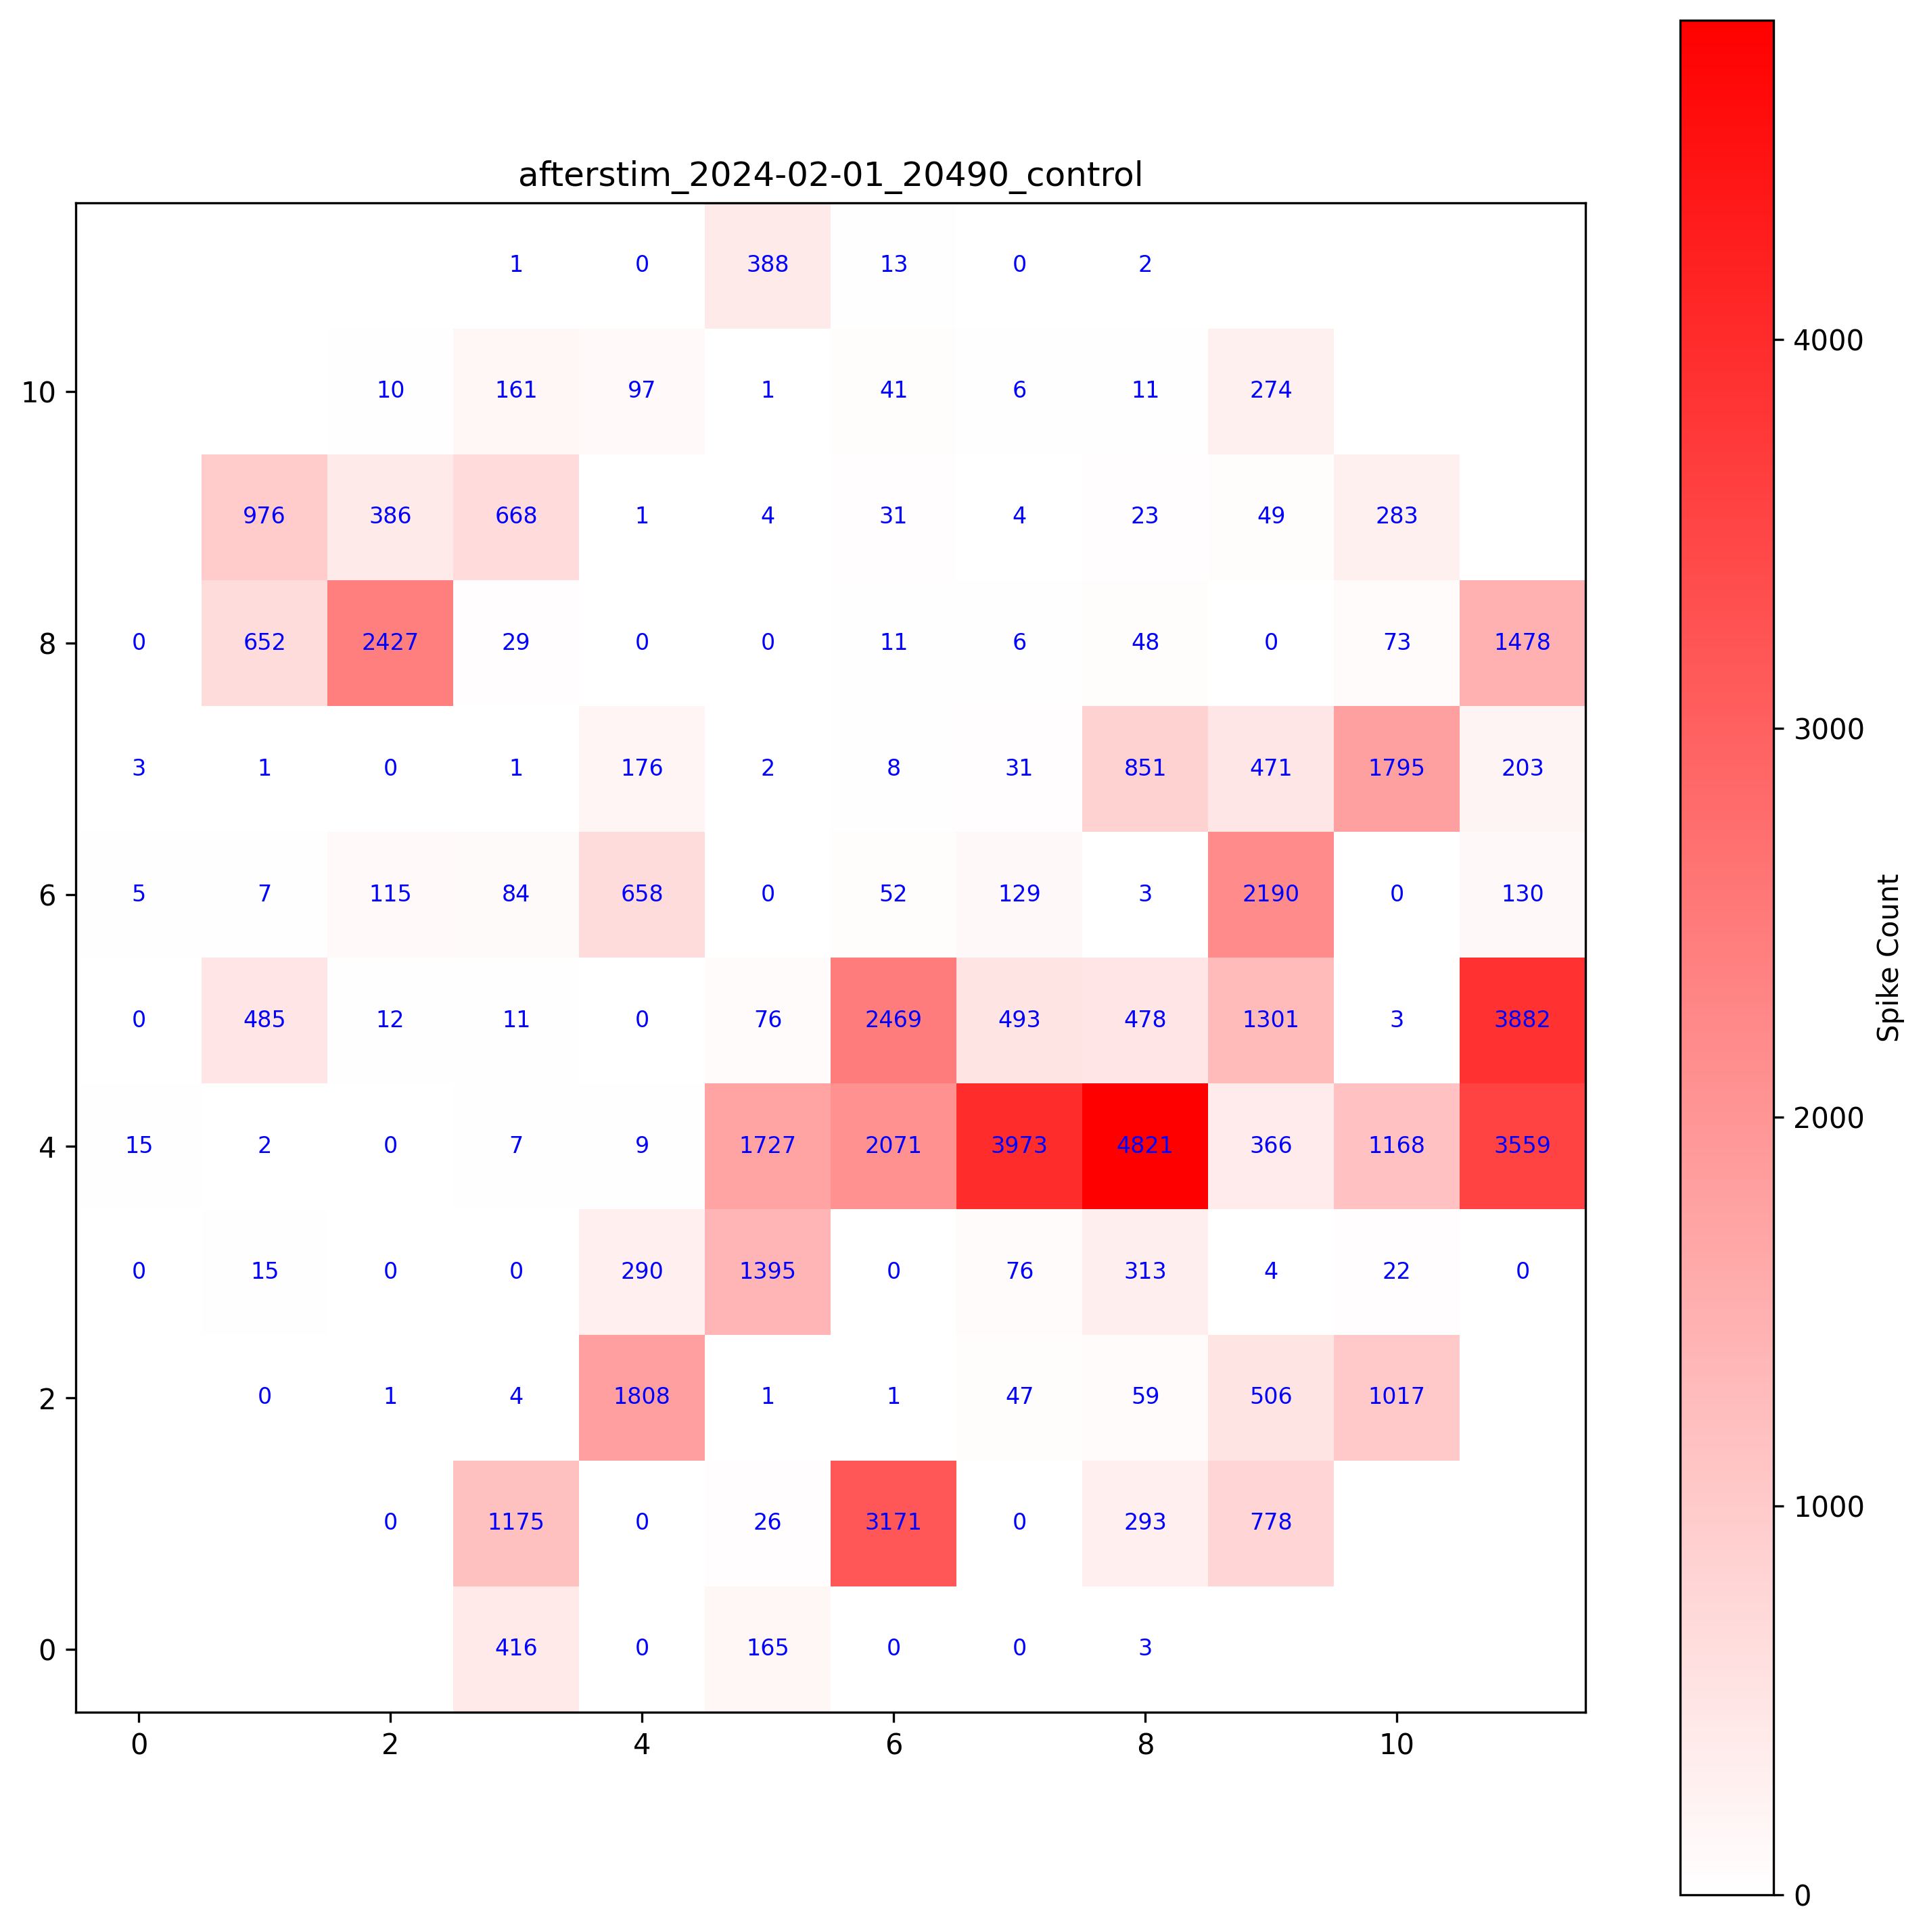 afterstim_2024-02-01_20490_control
1 0 388 13 0 2
10 10 161 97 1 41 6 11 274
976 386 668 1 4 31 4 23 49 283
8 0 652 2427 29 0 0 11 6 48 0 73 1478
3 1 0 1 176 2 8 31 851 471 1795 203
6 5 7 115 84 658 0 52 129 3 2190 0 130
0 485 12 11 0 76 2469 493 478 1301 3 3882
4 15 2 0 7 9 1727 2071 3973 4821 366 1168 3559
0 15 0 0 290 1395 0 76 313 4 22 0
2 0 1 4 1808 1 1 47 59 506 1017
0 1175 0 26 3171 0 293 778
0 416 0 165 0 0 3
0 2 4 6 8 10
4000
3000
2000
1000
0
Spike Count